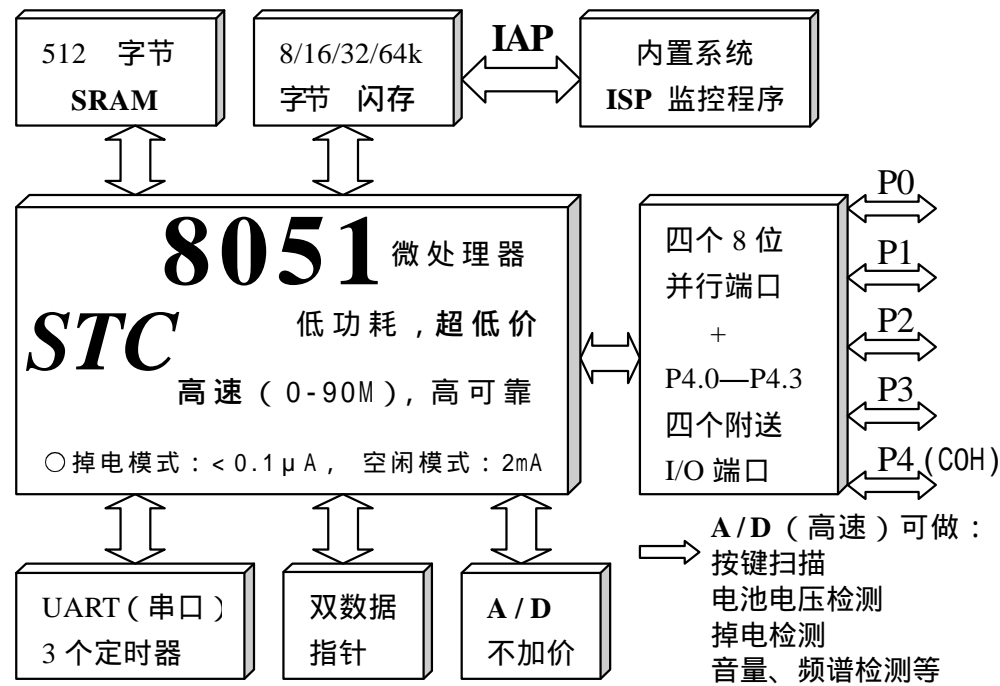 512 字节
SRAM
8/16/32/64k
字节 闪存
IAP
内置系统
ISP 监控程序
8051 微处理器
STC
低功耗,超低价
高速(0-90M),高可靠
○掉电模式:<0.1μA, 空闲模式:2mA
四个 8 位
并行端口
+
P4.0—P4.3
四个附送
I/O 端口
P0
P1
P2
P3
P4(C0H)
UART(串口)
3 个定时器
双数据
指针
A/D
不加价
A/D(高速)可做:
按键扫描
电池电压检测
掉电检测
音量、频谱检测等